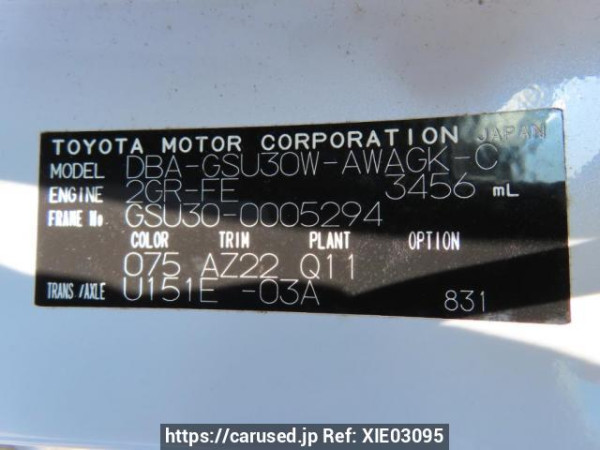 TOYOTA MOTOR CORPORATION JAPAN
MODEL DBA-GSU30W-AWAGK-C
ENGINE 2GR-FE 3456 mL
FRAME No GSU30-0005294
COLOR TRIM PLANT OPTION
075 AZ22 Q11
TRANS/AXLE U151E -03A 831
https://carused.jp Ref: XIE03095